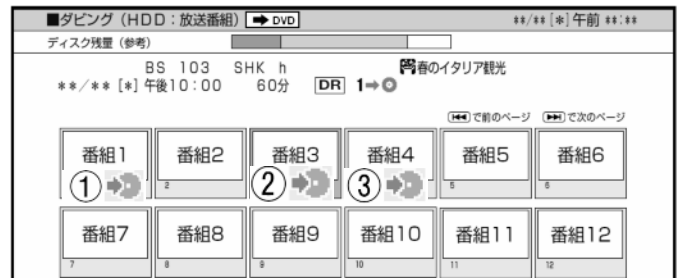 ■ダビング（HDD：放送番組）➡DVD ＊＊/＊＊[＊]午前 ＊＊:＊＊
ディスク残量（参考）
BS 103 SHK h 春のイタリア観光
＊＊/＊＊ [＊] 午後10:00 60分 DR 1➡
⏮で前のページ ⏭で次のページ
番組1 番組2 番組3 番組4 番組5 番組6
① ② ③
2 5 6
番組7 番組8 番組9 番組10 番組11 番組12
7 8 9 10 11 12